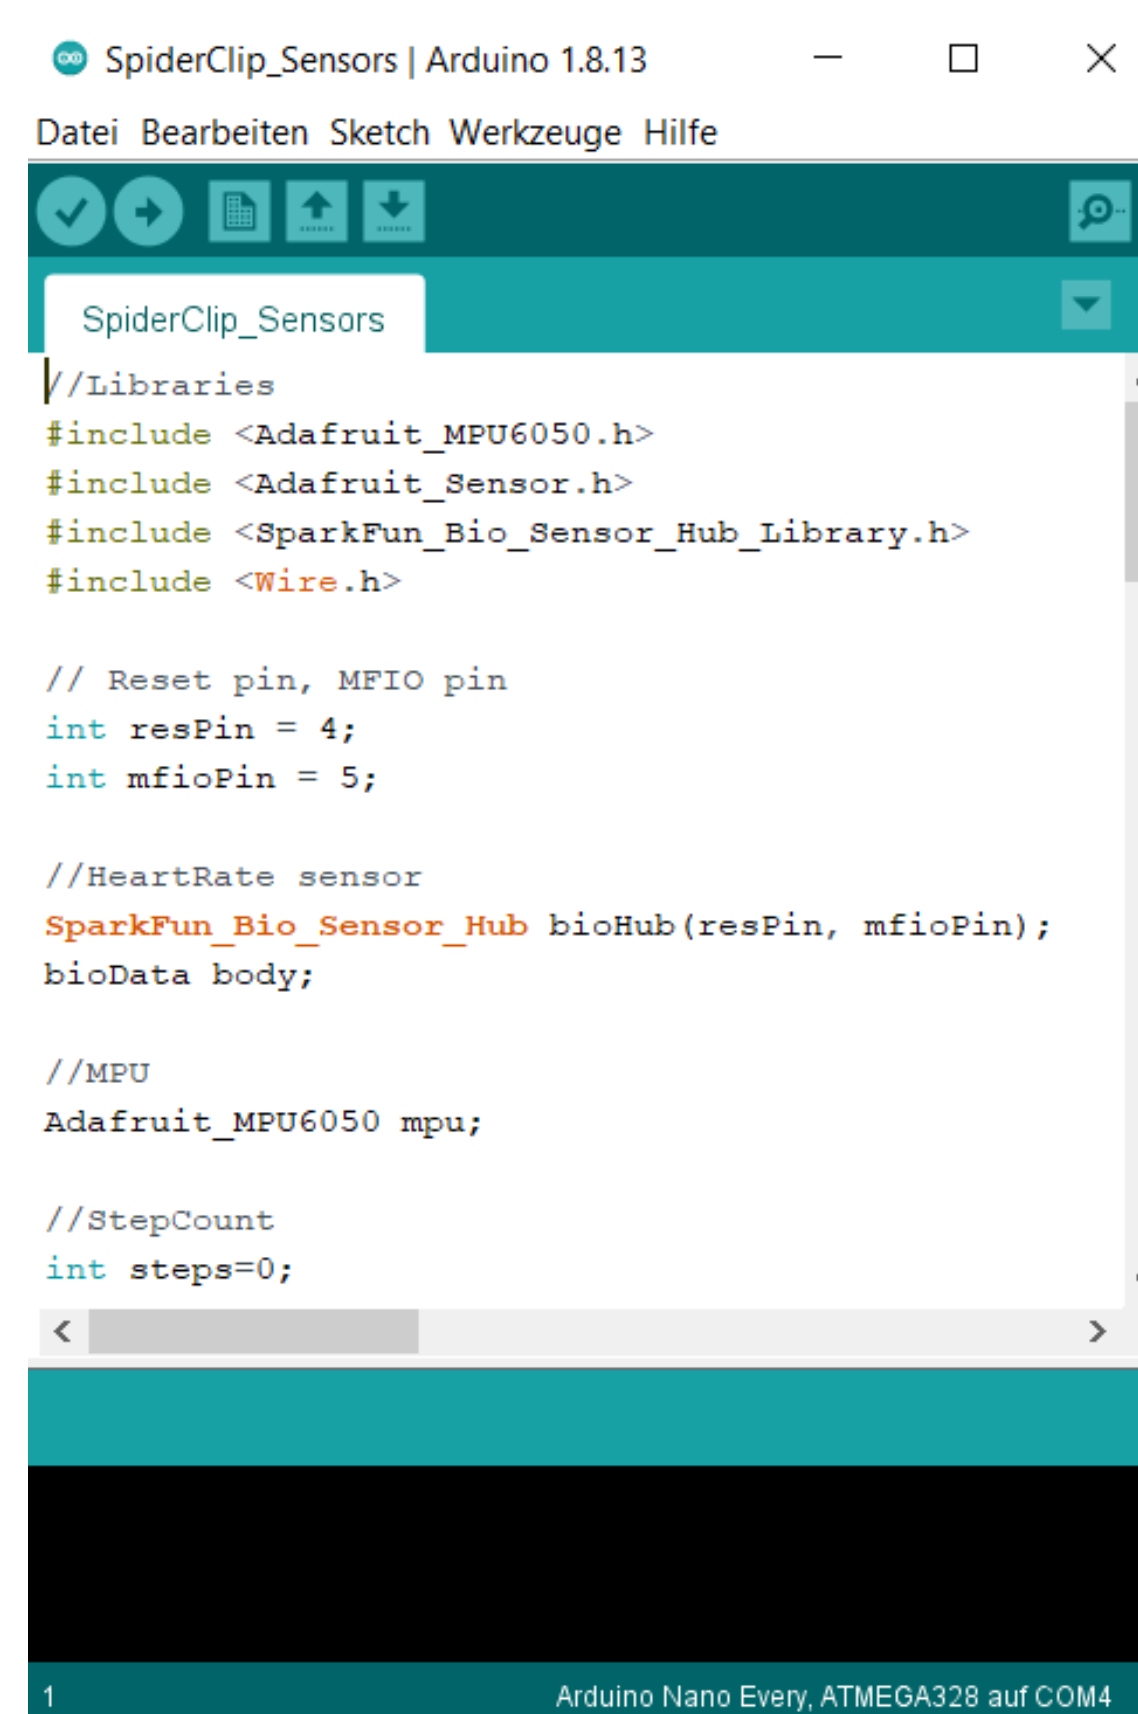 SpiderClip_Sensors | Arduino 1.8.13
Datei Bearbeiten Sketch Werkzeuge Hilfe
SpiderClip_Sensors
//Libraries
#include <Adafruit_MPU6050.h>
#include <Adafruit_Sensor.h>
#include <SparkFun_Bio_Sensor_Hub_Library.h>
#include <Wire.h>
// Reset pin, MFIO pin
int resPin = 4;
int mfioPin = 5;
//HeartRate sensor
SparkFun_Bio_Sensor_Hub bioHub(resPin, mfioPin);
bioData body;
//MPU
Adafruit_MPU6050 mpu;
//StepCount
int steps=0;
1 Arduino Nano Every, ATMEGA328 auf COM4